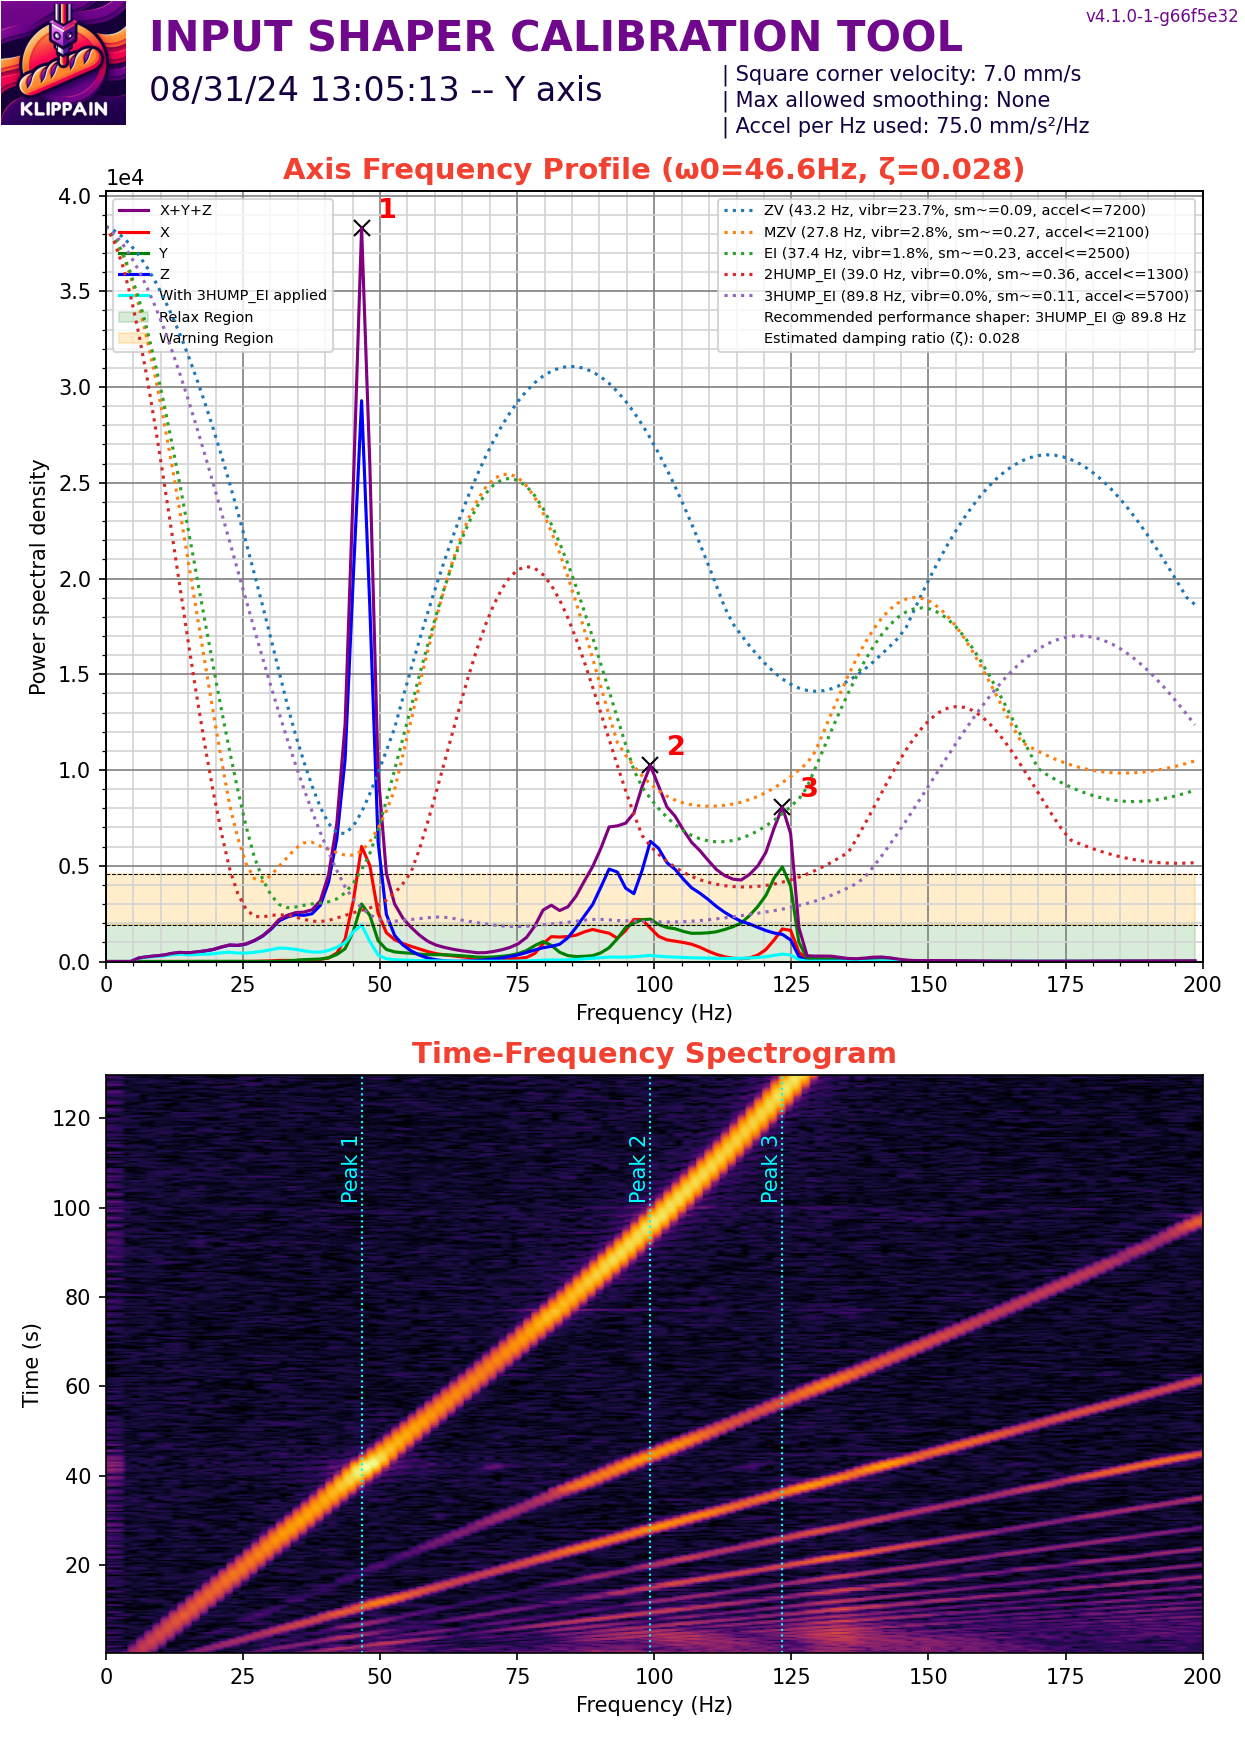 v4.1.0-1-g66f5e32
INPUT SHAPER CALIBRATION TOOL
08/31/24 13:05:13 -- Y axis
| Square corner velocity: 7.0 mm/s
| Max allowed smoothing: None
| Accel per Hz used: 75.0 mm/s²/Hz
KLIPPAIN
Axis Frequency Profile (ω0=46.6Hz, ζ=0.028)
1e4
X+Y+Z
X
Y
Z
With 3HUMP_EI applied
Relax Region
Warning Region
ZV (43.2 Hz, vibr=23.7%, sm~=0.09, accel<=7200)
MZV (27.8 Hz, vibr=2.8%, sm~=0.27, accel<=2100)
EI (37.4 Hz, vibr=1.8%, sm~=0.23, accel<=2500)
2HUMP_EI (39.0 Hz, vibr=0.0%, sm~=0.36, accel<=1300)
3HUMP_EI (89.8 Hz, vibr=0.0%, sm~=0.11, accel<=5700)
Recommended performance shaper: 3HUMP_EI @ 89.8 Hz
Estimated damping ratio (ζ): 0.028
1
2
3
4.0
3.5
3.0
2.5
2.0
1.5
1.0
0.5
0.0
Power spectral density
0 25 50 75 100 125 150 175 200
Frequency (Hz)
Time-Frequency Spectrogram
Peak 1
Peak 2
Peak 3
120
100
80
60
40
20
Time (s)
0 25 50 75 100 125 150 175 200
Frequency (Hz)